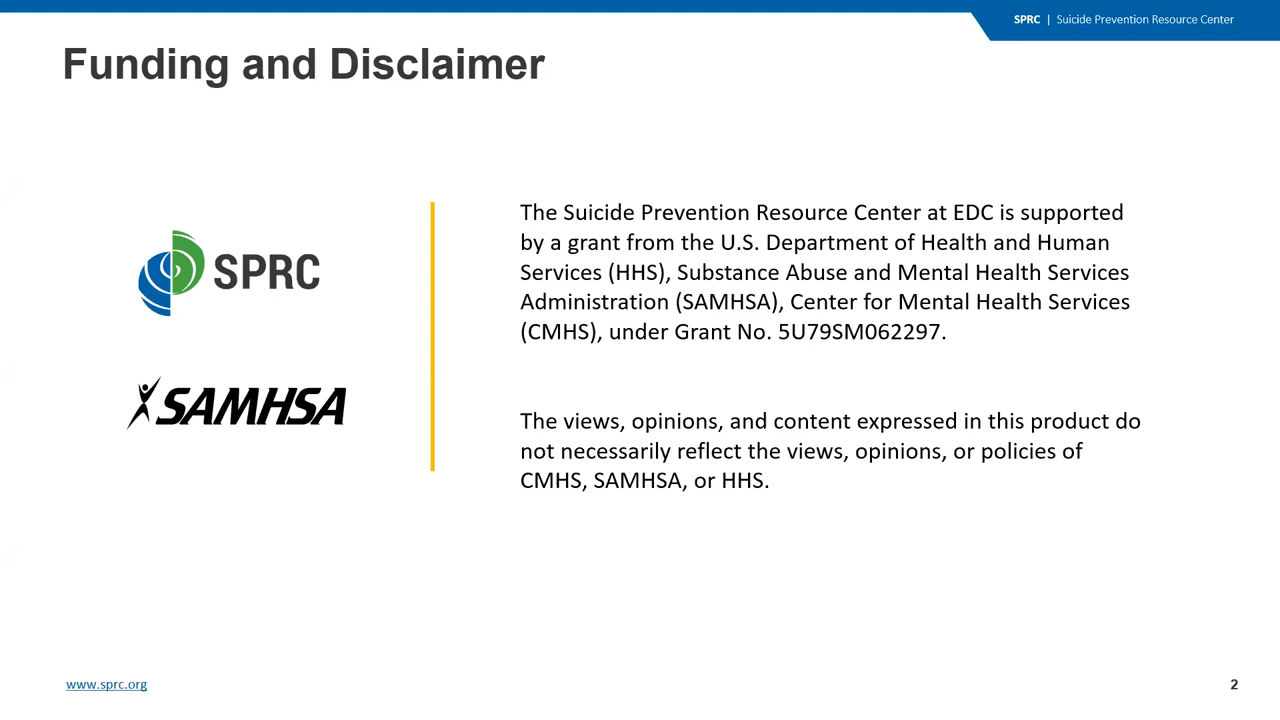 SPRC | Suicide Prevention Resource Center
Funding and Disclaimer
SPRC
SAMHSA
The Suicide Prevention Resource Center at EDC is supported
by a grant from the U.S. Department of Health and Human
Services (HHS), Substance Abuse and Mental Health Services
Administration (SAMHSA), Center for Mental Health Services
(CMHS), under Grant No. 5U79SM062297.
The views, opinions, and content expressed in this product do
not necessarily reflect the views, opinions, or policies of
CMHS, SAMHSA, or HHS.
www.sprc.org
2